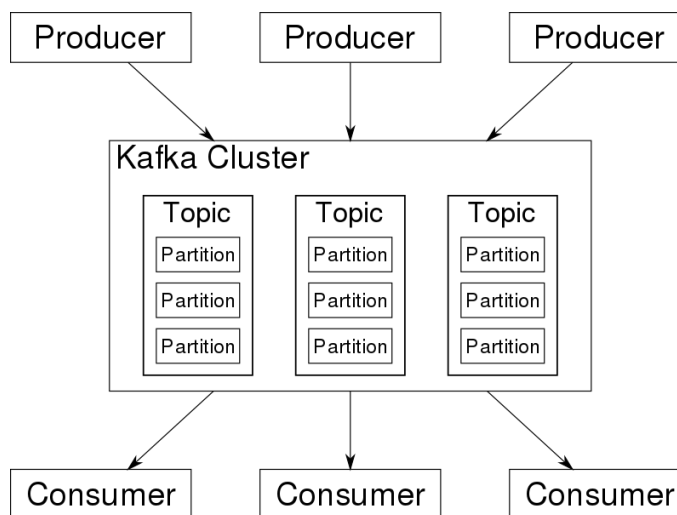 Producer Producer Producer
Kafka Cluster
Topic Topic Topic
Partition Partition Partition
Partition Partition Partition
Partition Partition Partition
Consumer Consumer Consumer